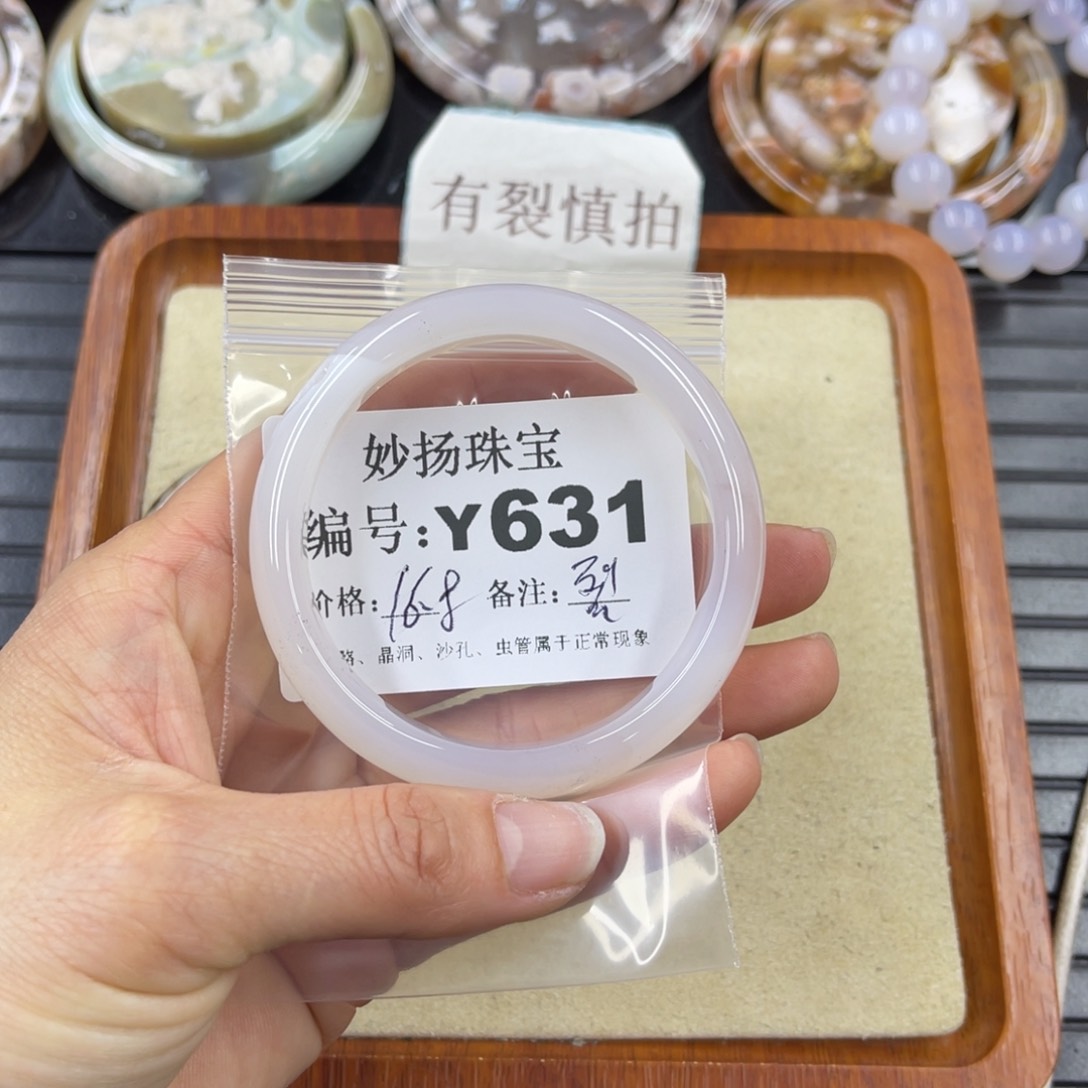 有裂慎拍
妙扬珠宝
编号:Y631
价格:168 备注:裂
、晶洞、沙孔、虫管属于正常现象